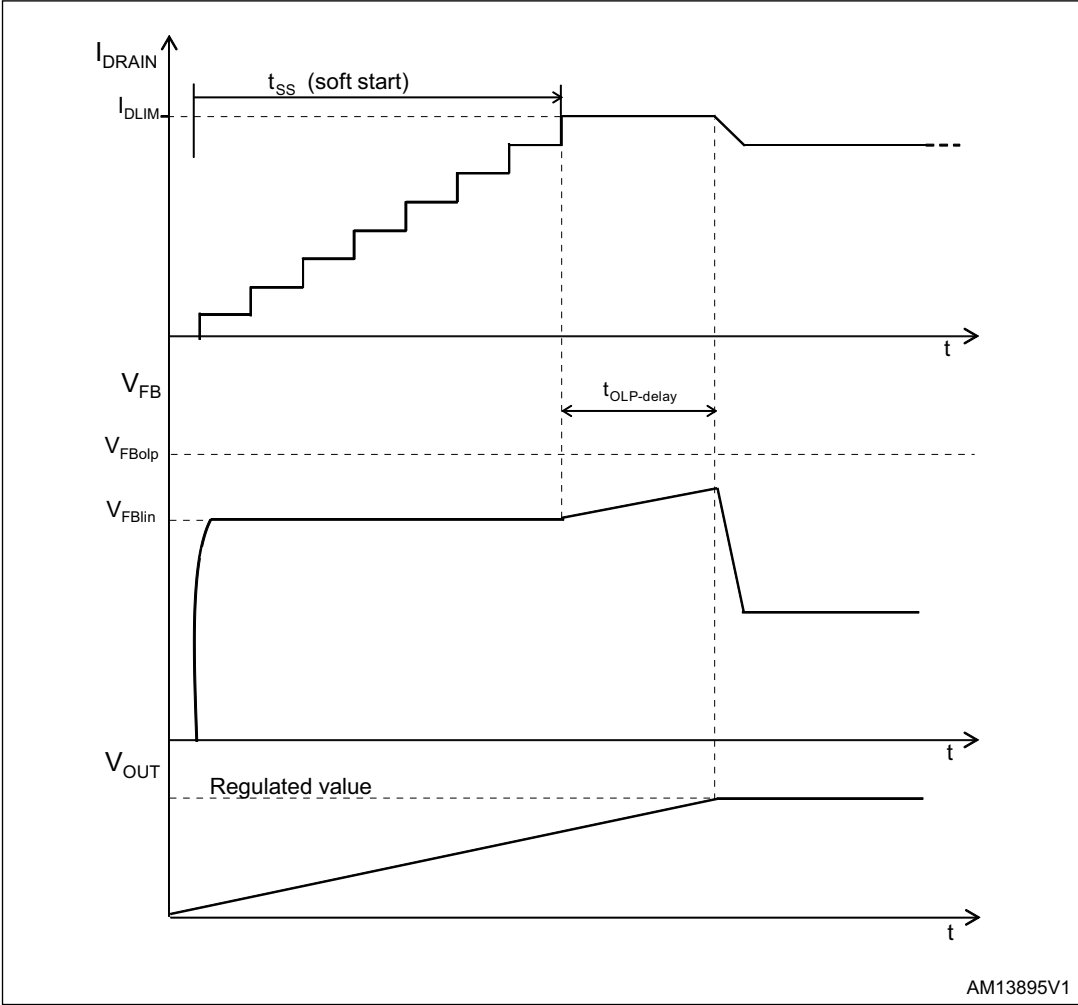 I_DRAIN
t_SS (soft start)
I_DLIM
t
V_FB
t_OLP-delay
V_FBolp
V_FBlin
t
V_OUT
Regulated value
t
AM13895V1